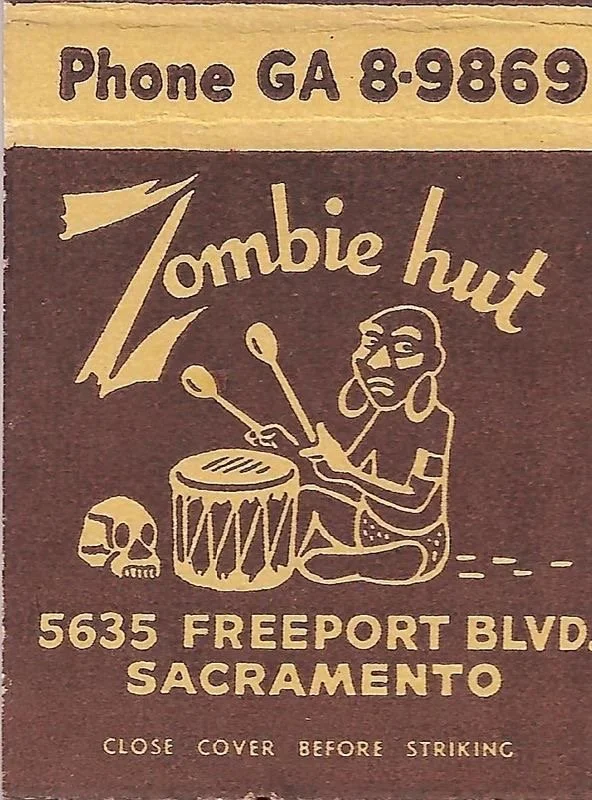 Phone GA 8-9869
Zombie hut
5635 FREEPORT BLVD.
SACRAMENTO
CLOSE COVER BEFORE STRIKING